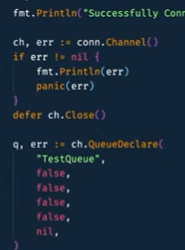 fmt.Println("Successfully Conn
ch, err := conn.Channel()
if err != nil {
fmt.Println(err)
panic(err)
}
defer ch.Close()
q, err := ch.QueueDeclare(
"TestQueue",
false,
false,
false,
false,
nil,
)